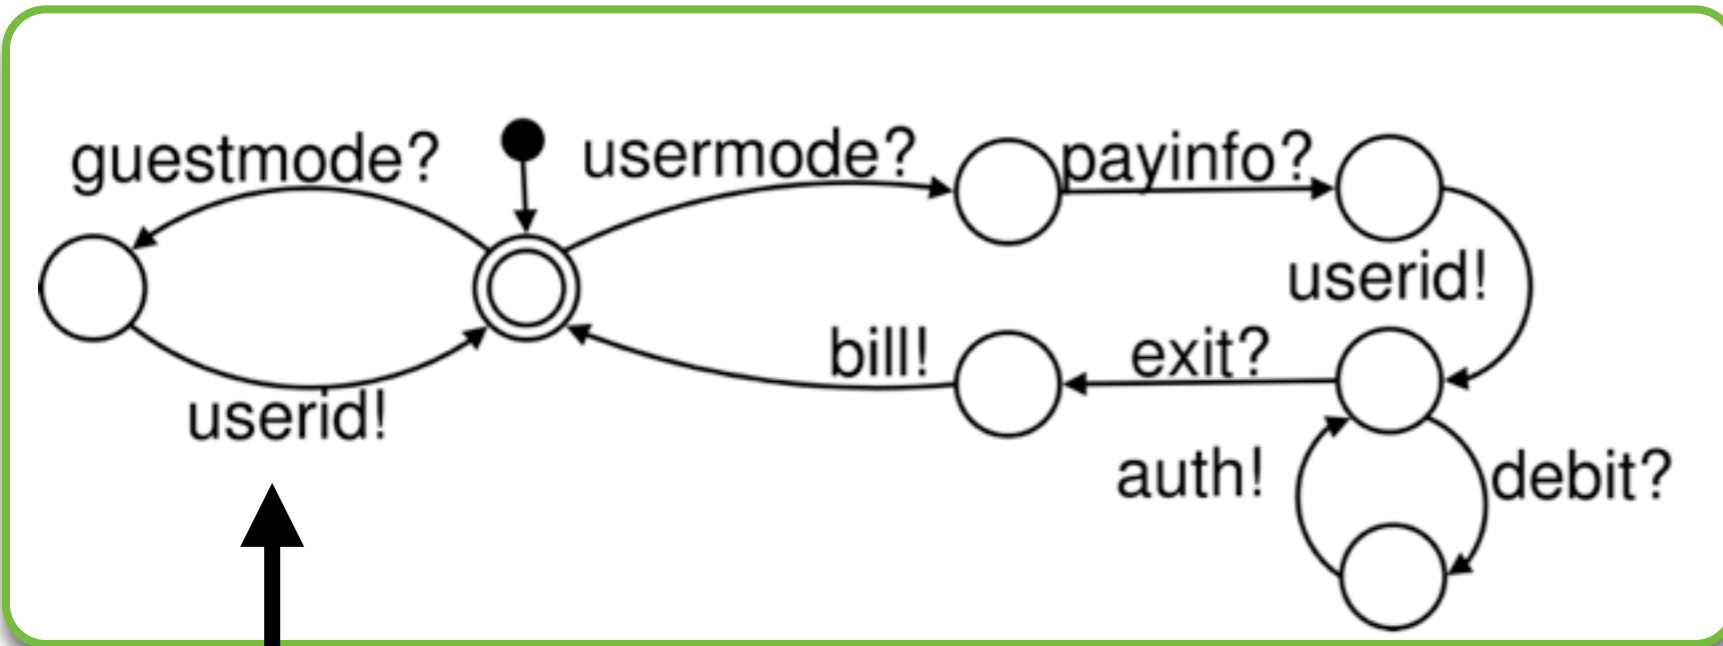 guestmode?
usermode?
payinfo?
userid!
bill!
exit?
userid!
auth!
debit?